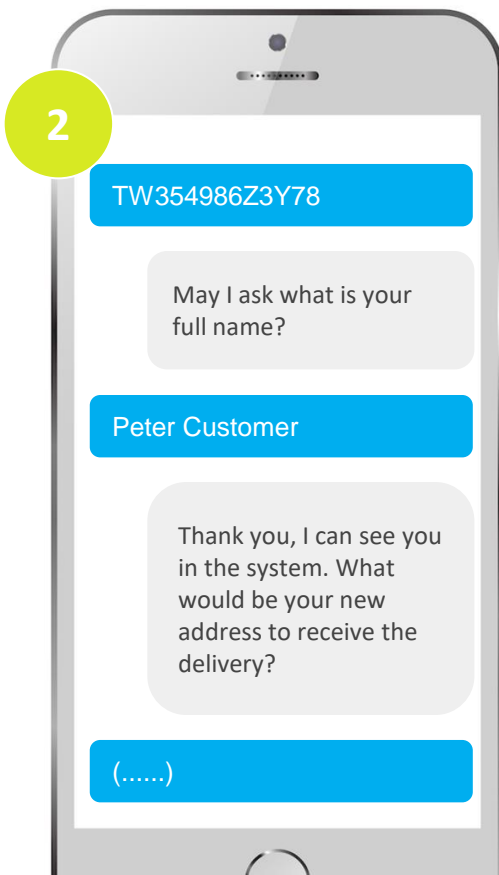 2
TW354986Z3Y78
May I ask what is your
full name?
Peter Customer
Thank you, I can see you
in the system. What
would be your new
address to receive the
delivery?
(......)